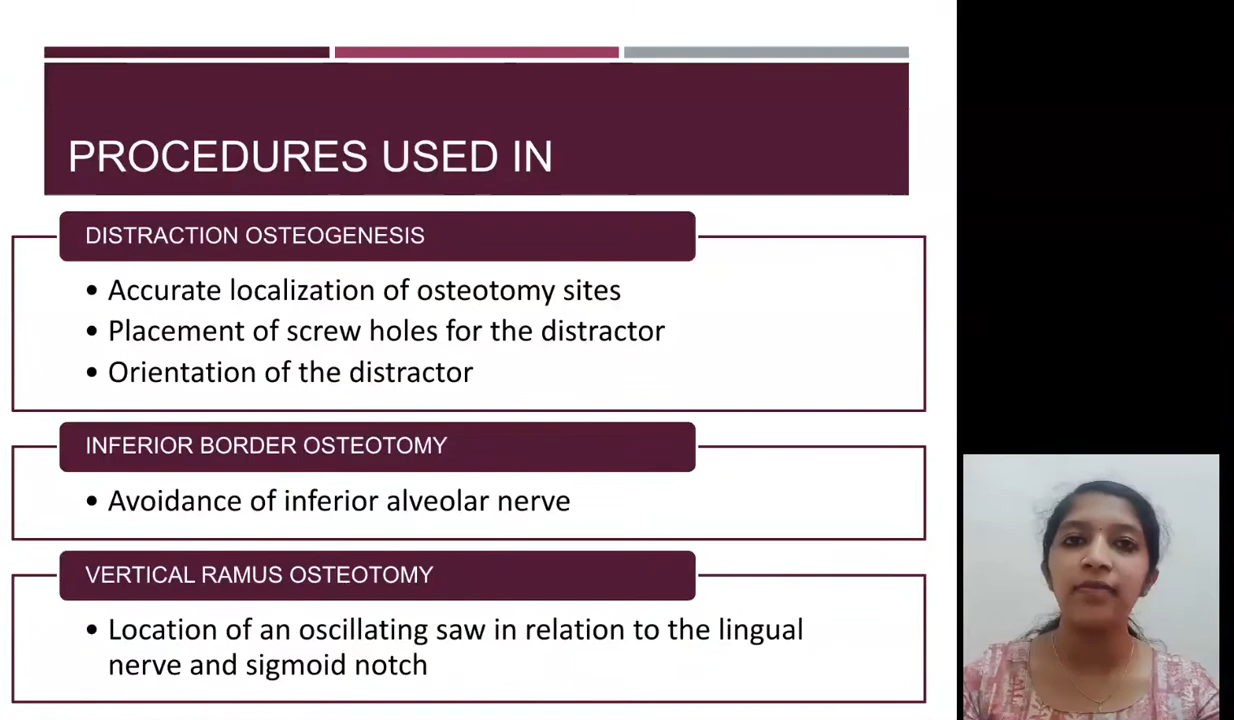 PROCEDURES USED IN
DISTRACTION OSTEOGENESIS
• Accurate localization of osteotomy sites
• Placement of screw holes for the distractor
• Orientation of the distractor
INFERIOR BORDER OSTEOTOMY
• Avoidance of inferior alveolar nerve
VERTICAL RAMUS OSTEOTOMY
• Location of an oscillating saw in relation to the lingual
nerve and sigmoid notch